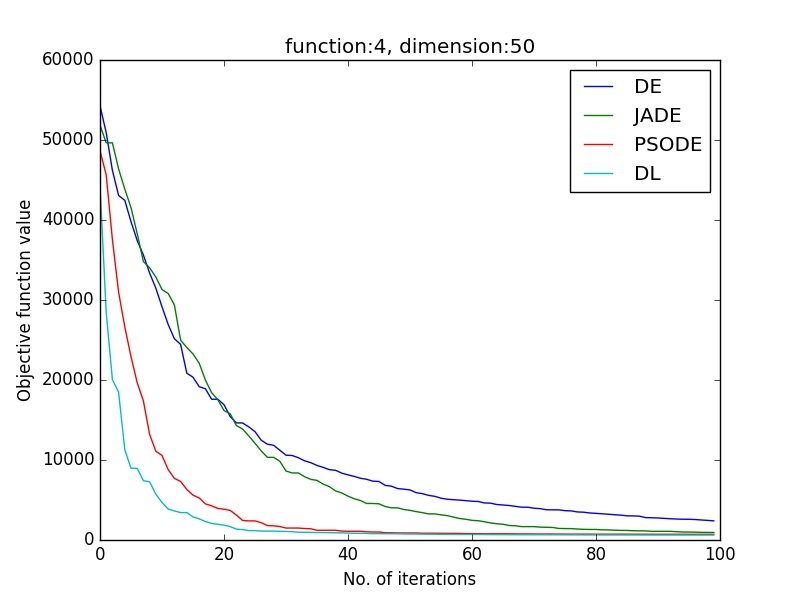 function:4, dimension:50
60000
50000
40000
30000
20000
10000
0
Objective function value
DE
JADE
PSODE
DL
0 20 40 60 80 100
No. of iterations